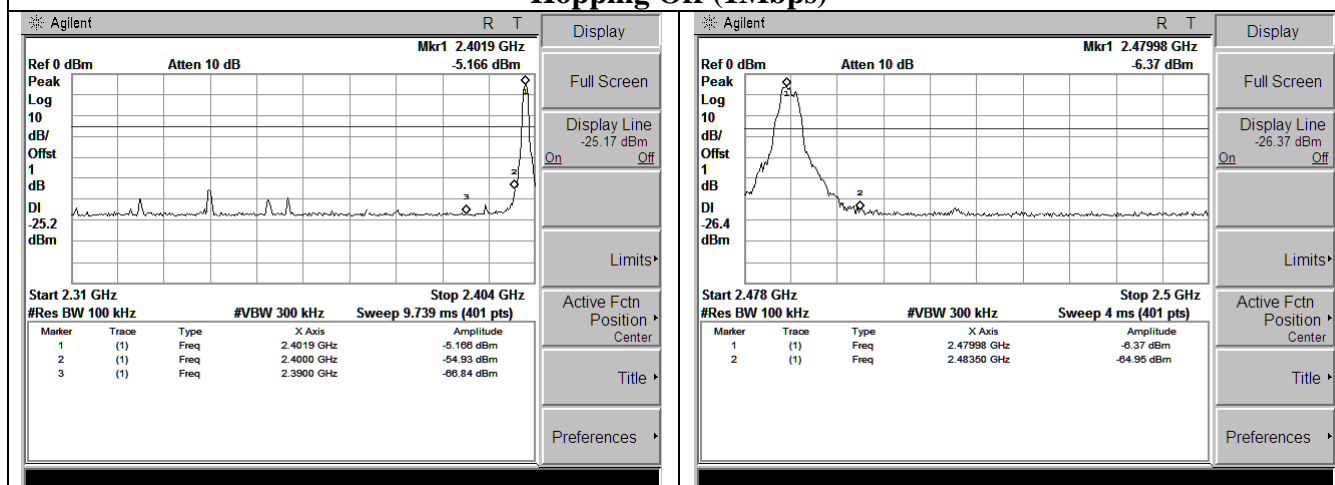 Hopping Off (1Mbps)
Agilent R T
Mkr1 2.4019 GHz
Ref 0 dBm Atten 10 dB -5.166 dBm
Peak
Log
10
dB/
Offst
1
dB
DI
-25.2
dBm
1
2
3
Start 2.31 GHz Stop 2.404 GHz
#Res BW 100 kHz #VBW 300 kHz Sweep 9.739 ms (401 pts)
Marker Trace Type X Axis Amplitude
1 (1) Freq 2.4019 GHz -5.166 dBm
2 (1) Freq 2.4000 GHz -54.93 dBm
3 (1) Freq 2.3900 GHz -66.84 dBm
Display
Full Screen
Display Line
-25.17 dBm
On Off
Limits
Active Fctn
Position
Center
Title
Preferences
Agilent R T
Mkr1 2.47998 GHz
Ref 0 dBm Atten 10 dB -6.37 dBm
Peak
Log
10
dB/
Offst
1
dB
DI
-26.4
dBm
1
2
Start 2.478 GHz Stop 2.5 GHz
#Res BW 100 kHz #VBW 300 kHz Sweep 4 ms (401 pts)
Marker Trace Type X Axis Amplitude
1 (1) Freq 2.47998 GHz -6.37 dBm
2 (1) Freq 2.48350 GHz -64.95 dBm
Display
Full Screen
Display Line
-26.37 dBm
On Off
Limits
Active Fctn
Position
Center
Title
Preferences